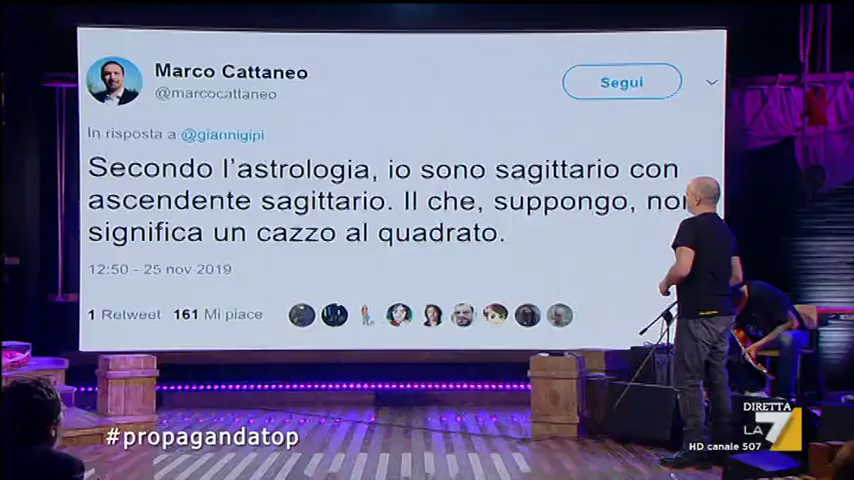 Marco Cattaneo
@marcocattaneo
Segui
In risposta a @giannigipi
Secondo l'astrologia, io sono sagittario con
ascendente sagittario. Il che, suppongo, non
significa un cazzo al quadrato.
12:50 - 25 nov 2019
1 Retweet 161 Mi piace
#propagandatop
DIRETTA
LA 7
HD canale 507